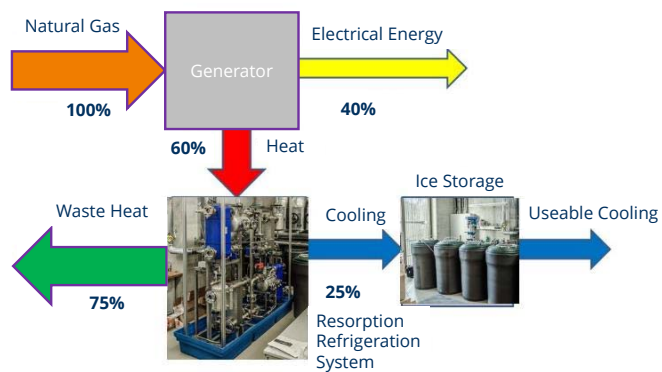 Natural Gas
Electrical Energy
Generator
100%
40%
60%
Heat
Ice Storage
Waste Heat
Cooling
Useable Cooling
75%
25%
Resorption
Refrigeration
System